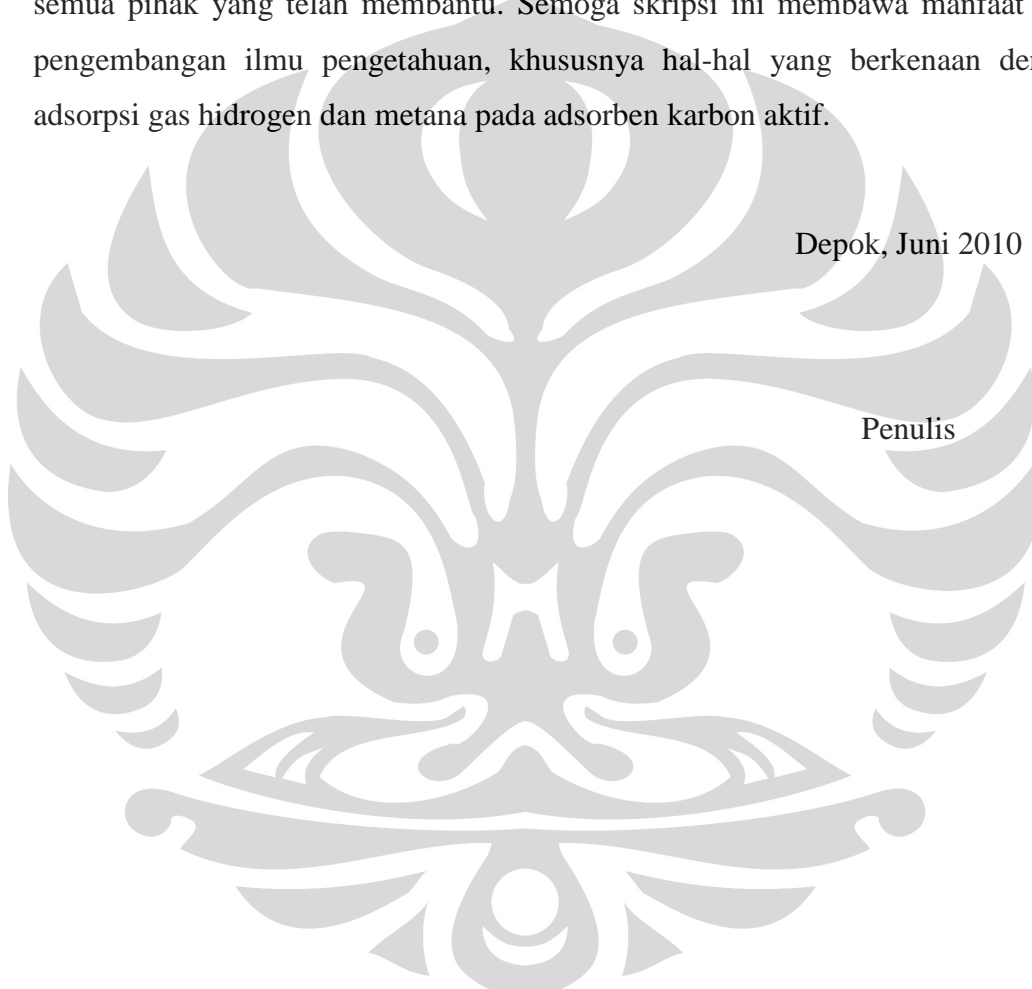 semua pihak yang telah membantu. Semoga skripsi ini membawa manfaat
pengembangan ilmu pengetahuan, khususnya hal-hal yang berkenaan
adsorpsi gas hidrogen dan metana pada adsorben karbon aktif.
Depok, Juni 2010
Penulis